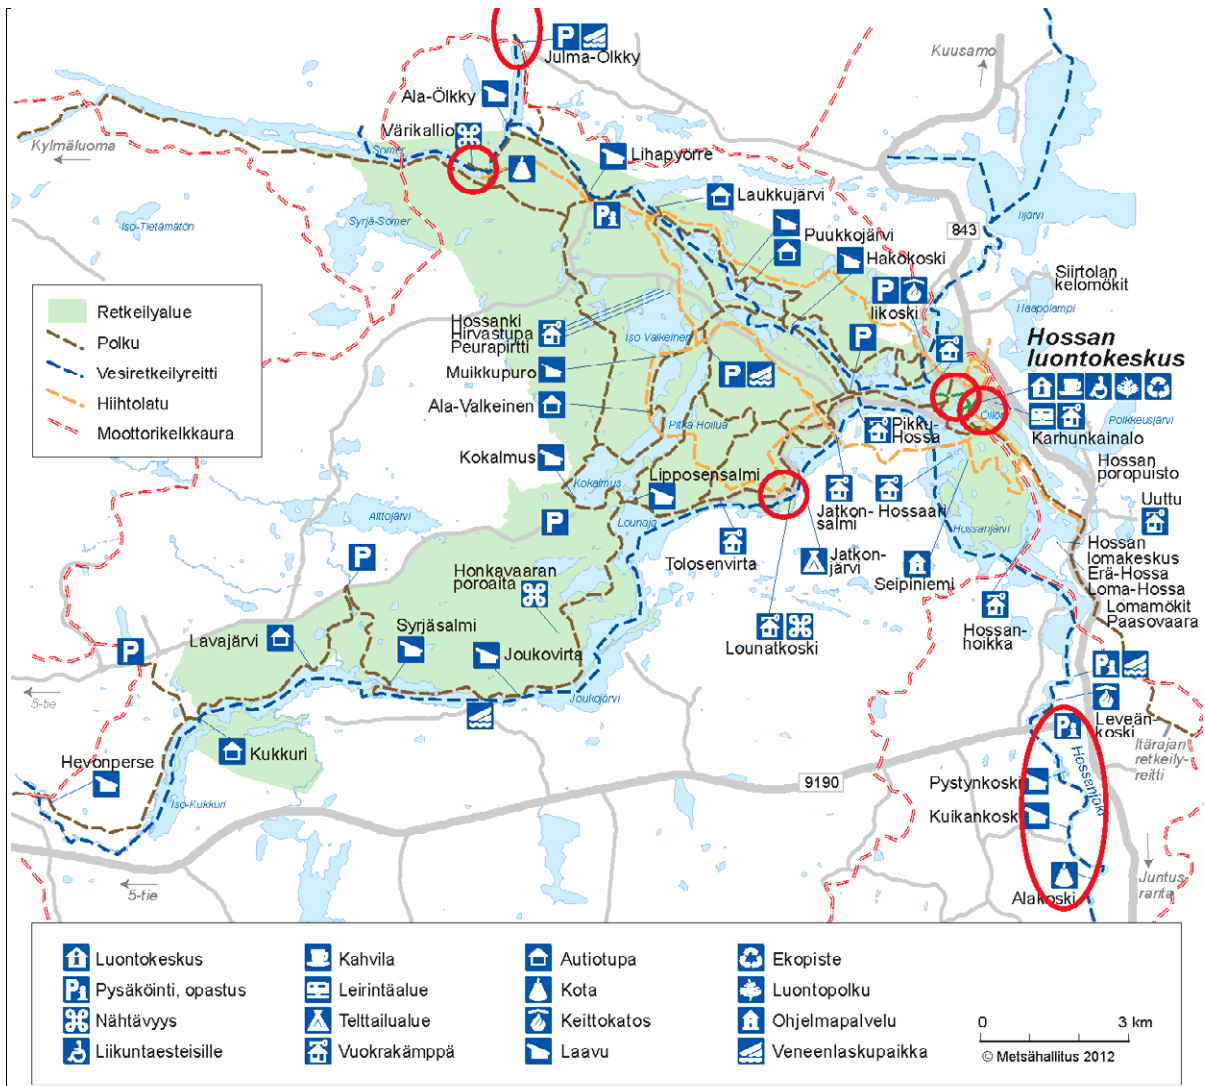 Julma-Ölkky
Kuusamo
Ala-Ölkky
Värikallio
Kylmäluoma
Somer
Lihapyörre
Laukkujärvi
Iijärvi
Iso-Tietämätön
Syrjä-Somer
Puukkojärvi
843
Hakokoski
Siirtolan
kelomökit
Iikoski
Haapolampi
Retkeilyalue
Polku
Vesiretkeilyreitti
Hiihtolatu
Moottorikelkkaura
Hossanki
Hirvastupa
Peurapirtti
Iso Valkeinen
Hossan
luontokeskus
Muikkupuro
Ala-Valkeinen
Pitkä Hoilua
Pikku-
Hossa
Öllöri
Karhunkainalo
Poikkeusjärvi
Kokalmus
Kokalmus
Lipposensalmi
Hossan
poropuisto
Aittojärvi
Lounaja
Jatkon-
salmi
Hossaari
Hossanjärvi
Uuttu
Tolosenvirta
Jatkon-
järvi
Seipiniemi
Hossan
lomakeskus
Erä-Hossa
Loma-Hossa
Lomamökit
Paasovaara
Honkavaaran
poroaita
Lavajärvi
Syrjäsalmi
Joukovirta
Lounatkoski
Hossan-
hoikka
5-tie
Joukojärvi
Leveän-
koski
Itärajan
retkeily-
reitti
Kukkuri
Hevonperse
Iso-Kukkuri
9190
Hossanjoki
Pystynkoski
Kuikankoski
5-tie
Alakoski
Juntus-
ranta
Luontokeskus
Pysäköinti, opastus
Nähtävyys
Liikuntaesteisille
Kahvila
Leirintäalue
Telttailualue
Vuokrakämppä
Autiotupa
Kota
Keittokatos
Laavu
Ekopiste
Luontopolku
Ohjelmapalvelu
Veneenlaskupaikka
0 3 km
© Metsähallitus 2012